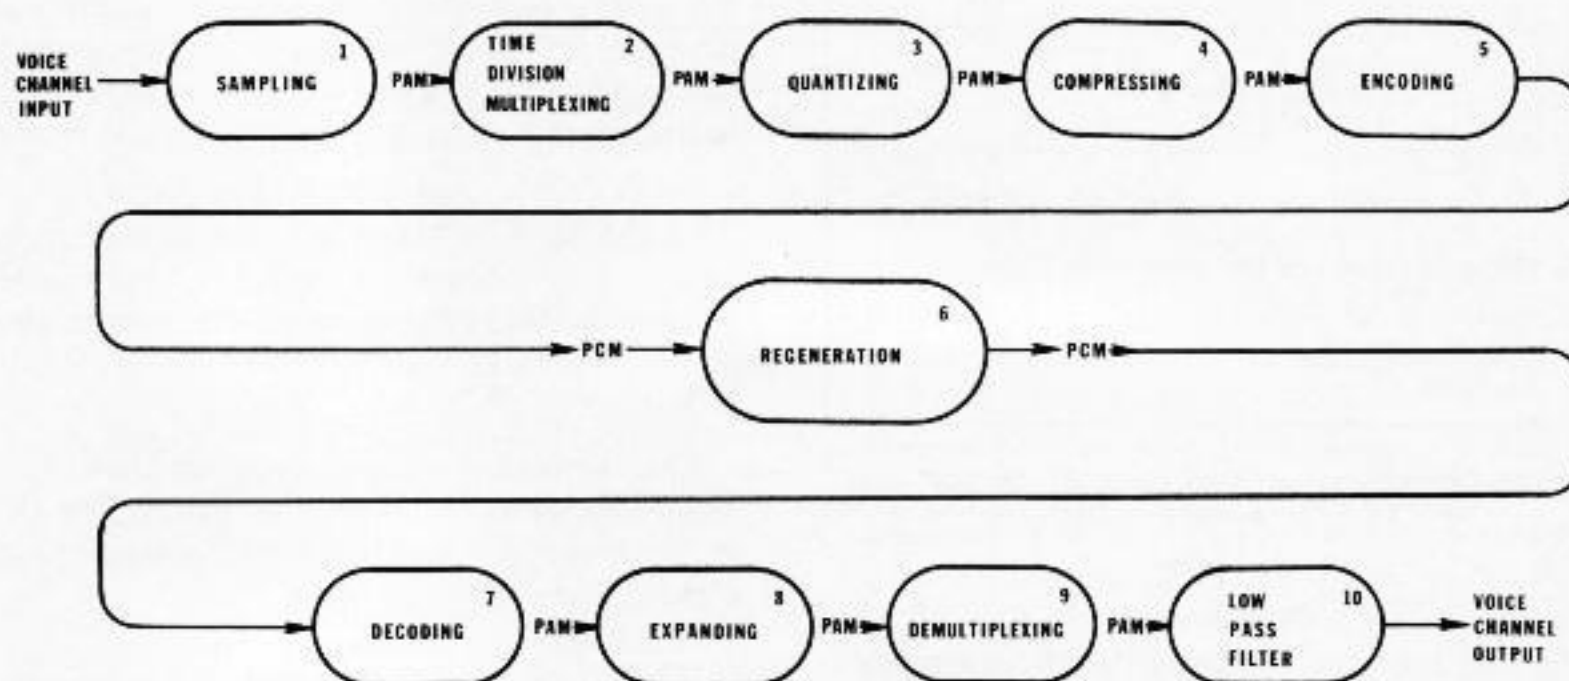 VOICE
CHANNEL
INPUT
1
SAMPLING
PAM
2
TIME
DIVISION
MULTIPLEXING
PAM
3
QUANTIZING
PAM
4
COMPRESSING
PAM
5
ENCODING
PCM
6
REGENERATION
PCM
7
DECODING
PAM
8
EXPANDING
PAM
9
DEMULTIPLEXING
PAM
10
LOW
PASS
FILTER
VOICE
CHANNEL
OUTPUT